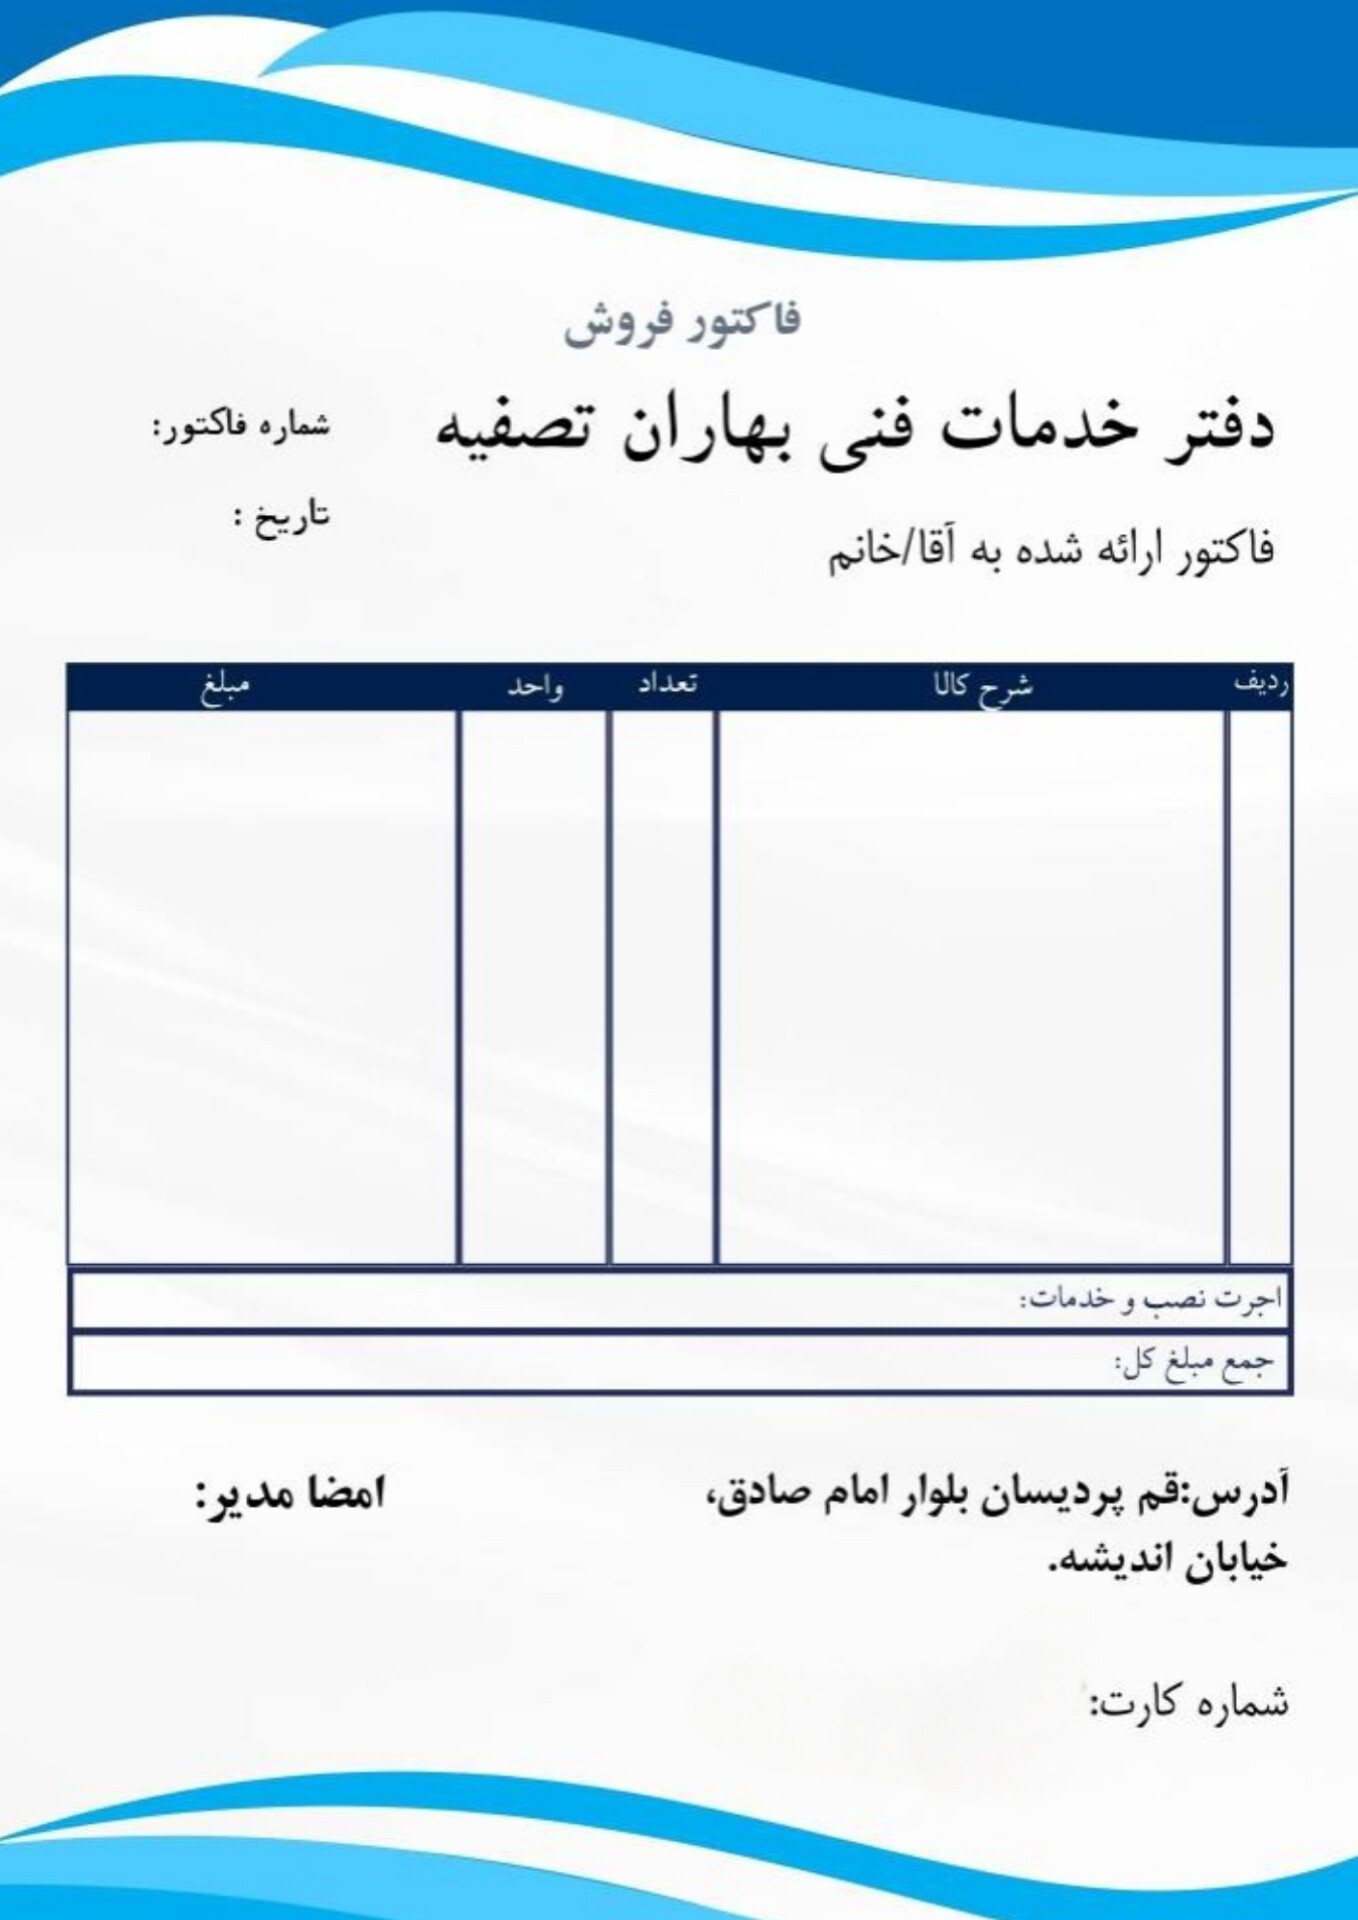 فاکتور فروش
دفتر خدمات فنی بهاران تصفیه
شماره فاکتور:
تاریخ :
فاکتور ارائه شده به آقا/خانم
ردیف شرح کالا تعداد واحد مبلغ
اجرت نصب و خدمات:
جمع مبلغ کل:
آدرس:قم پردیسان بلوار امام صادق،
خیابان اندیشه.
امضا مدیر:
شماره کارت: